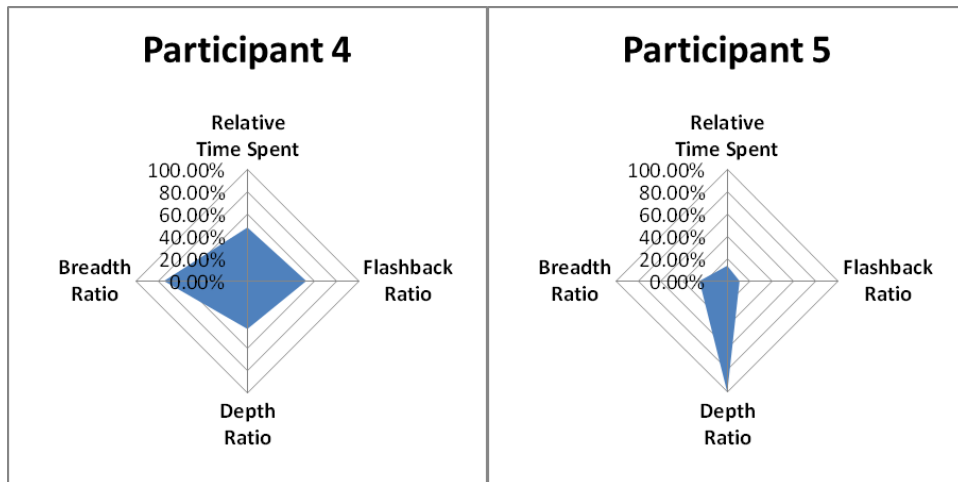 Participant 4
Relative
Time Spent
100.00%
80.00%
60.00%
40.00%
20.00%
0.00%
Breadth
Ratio
Flashback
Ratio
Depth
Ratio
Participant 5
Relative
Time Spent
100.00%
80.00%
60.00%
40.00%
20.00%
0.00%
Breadth
Ratio
Flashback
Ratio
Depth
Ratio